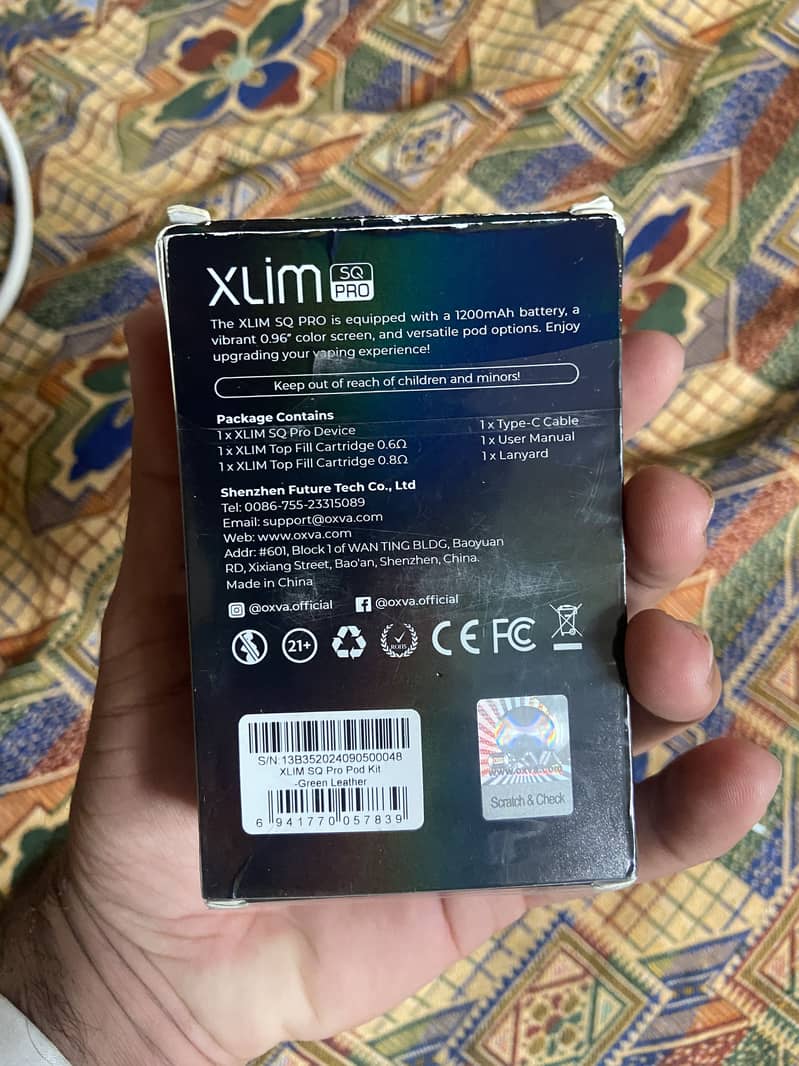 XLIM SQ PRO
The XLIM SQ PRO is equipped with a 1200mAh battery, a
vibrant 0.96″ color screen, and versatile pod options. Enjoy
upgrading your vaping experience!
Keep out of reach of children and minors!
Package Contains
1 x XLIM SQ Pro Device
1 x XLIM Top Fill Cartridge 0.6Ω
1 x XLIM Top Fill Cartridge 0.8Ω
1 x Type-C Cable
1 x User Manual
1 x Lanyard
Shenzhen Future Tech Co., Ltd
Tel: 0086-755-23315089
Email: support@oxva.com
Web: www.oxva.com
Addr: #601, Block 1 of WAN TING BLDG, Baoyuan
RD, Xixiang Street, Bao'an, Shenzhen, China.
Made in China
@oxva.official
@oxva.official
21+
ROHS
CE FC
S/N:13B352024090500048
XLIM SQ Pro Pod Kit
-Green Leather
6 941770 057839
www.oxva.com
Scratch & Check